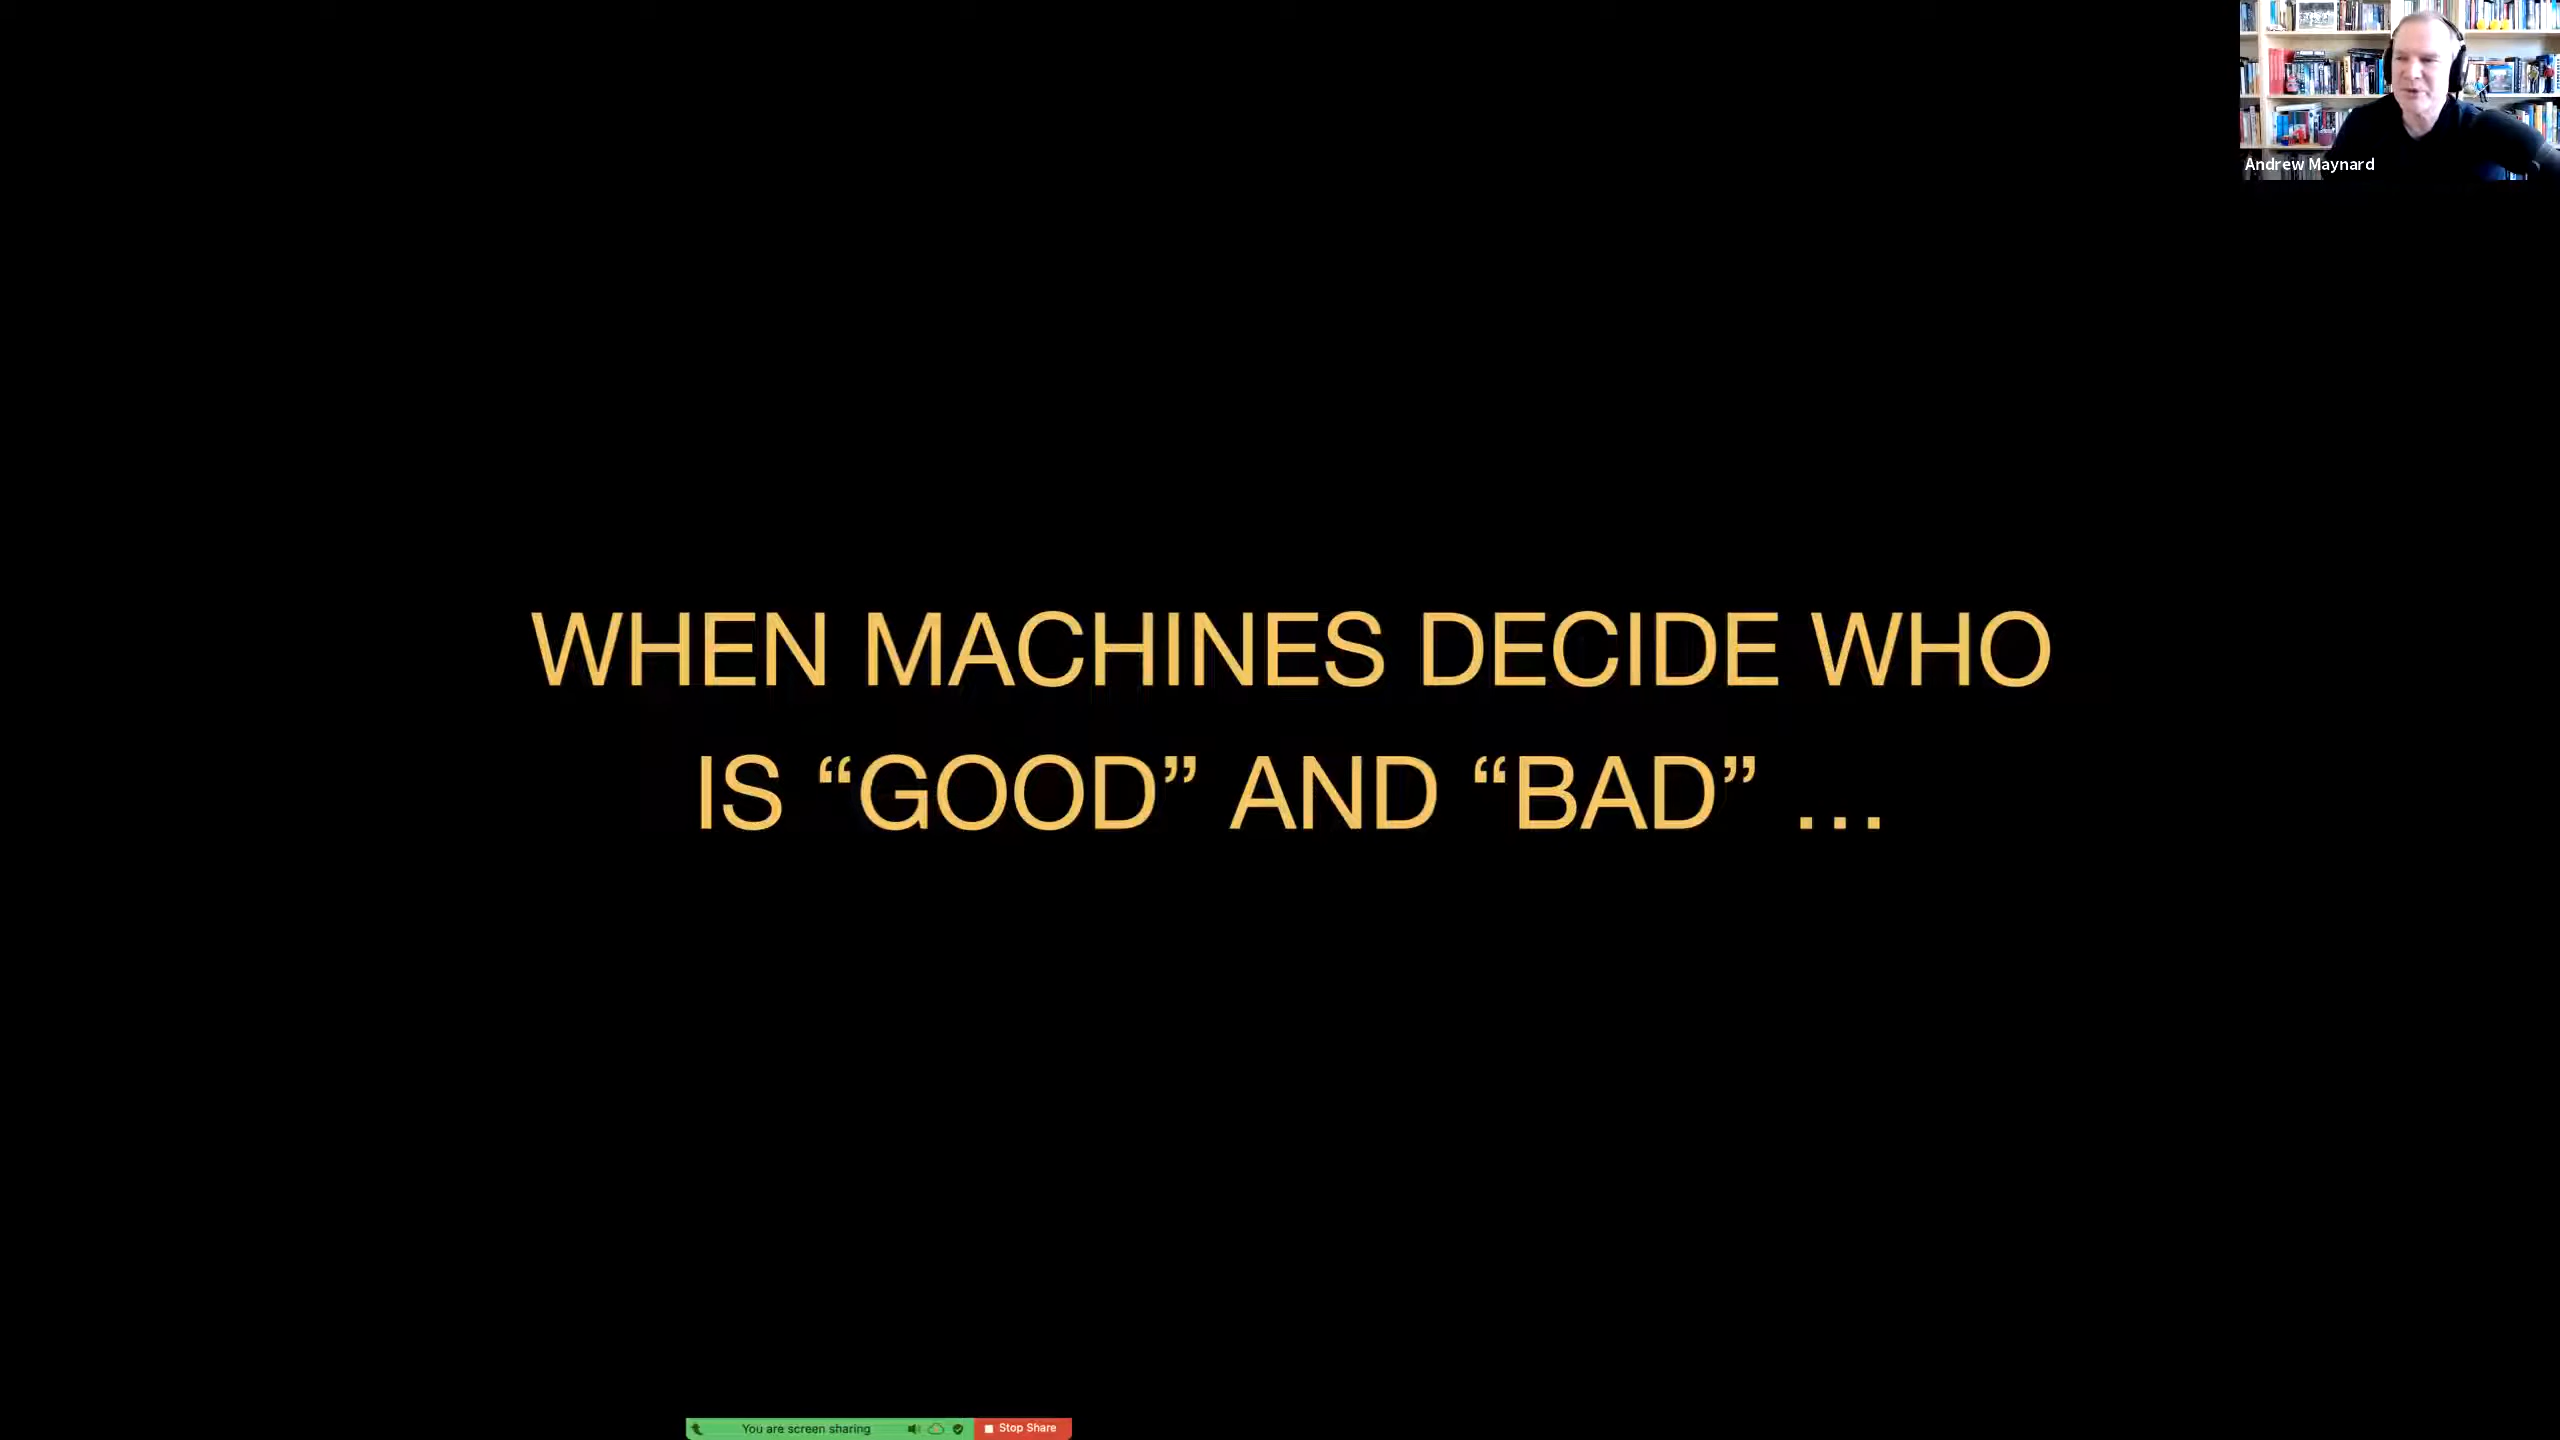 Andrew Maynard
WHEN MACHINES DECIDE WHO
IS “GOOD” AND “BAD” …
You are screen sharing
Stop Share